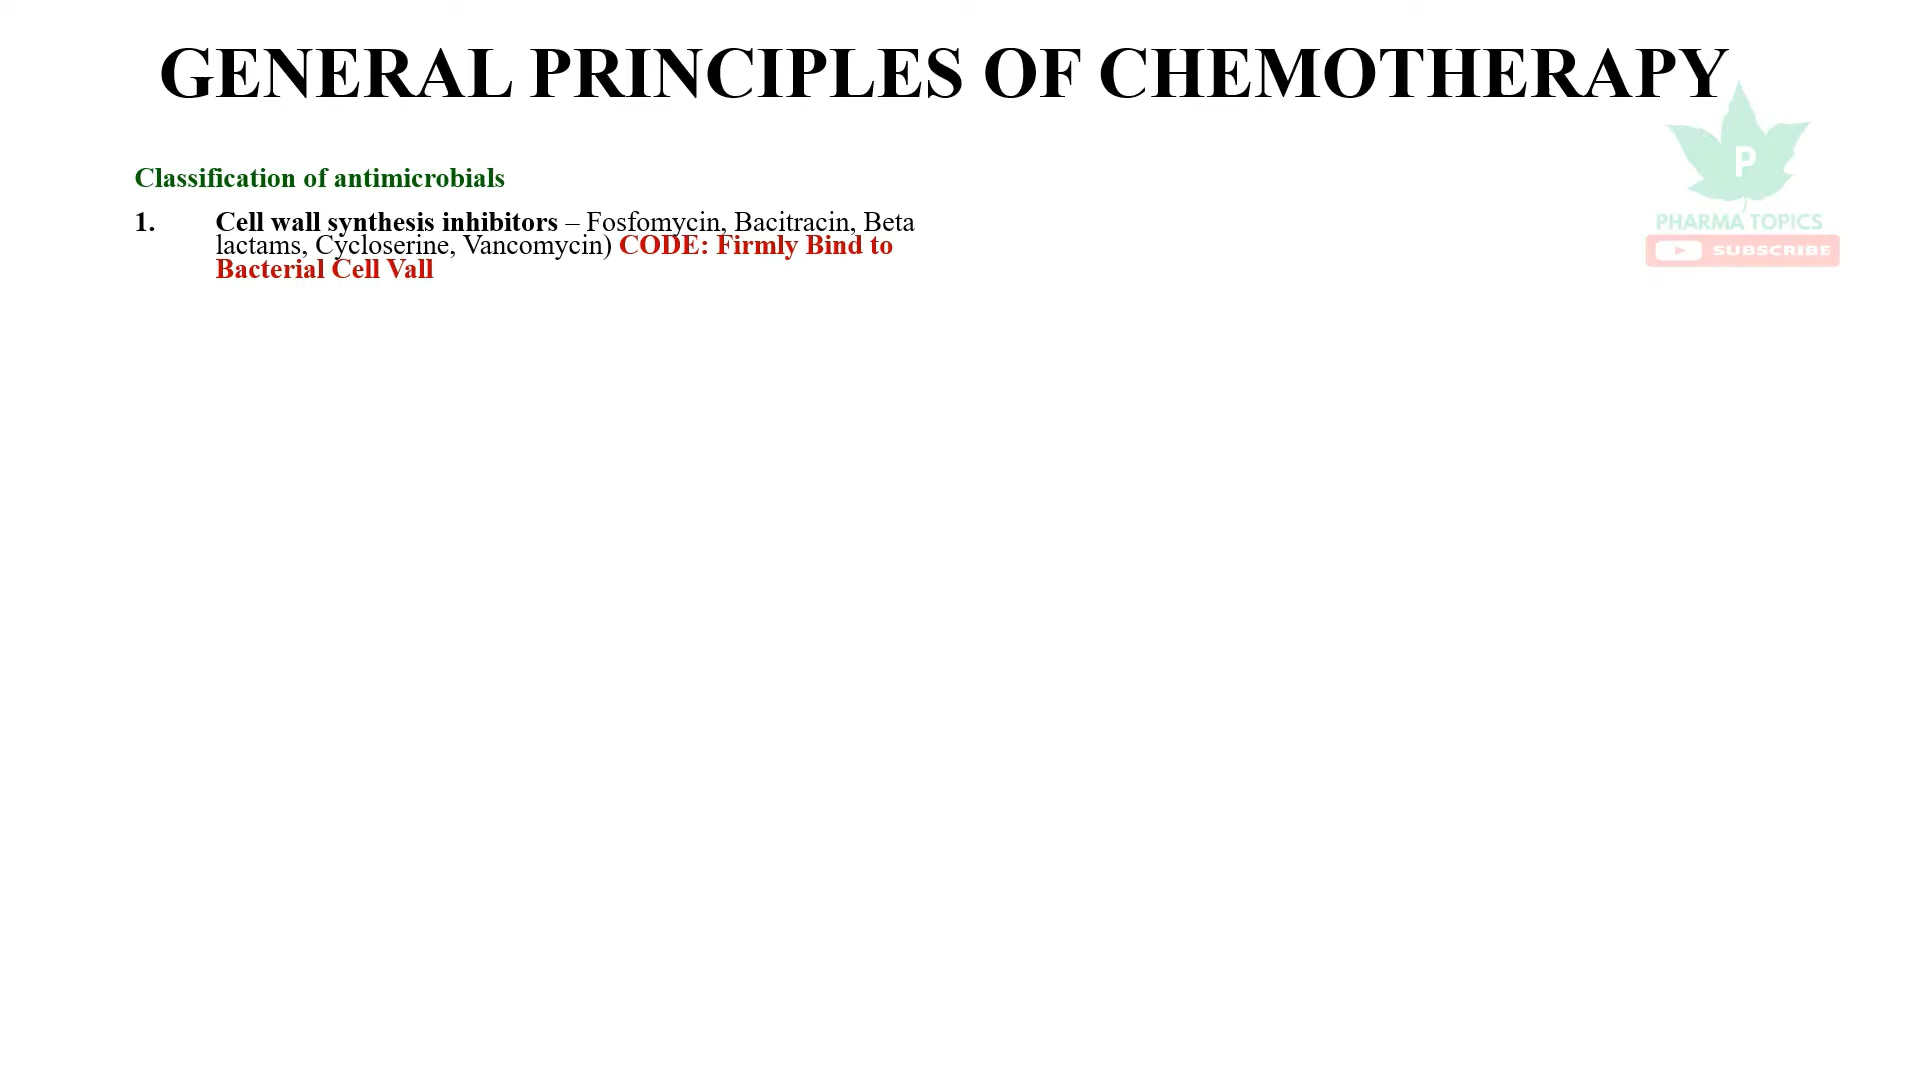 GENERAL PRINCIPLES OF CHEMOTHERAPY
P
PHARMA TOPICS
SUBSCRIBE
Classification of antimicrobials
1. Cell wall synthesis inhibitors – Fosfomycin, Bacitracin, Beta
lactams, Cycloserine, Vancomycin) CODE: Firmly Bind to
Bacterial Cell Vall